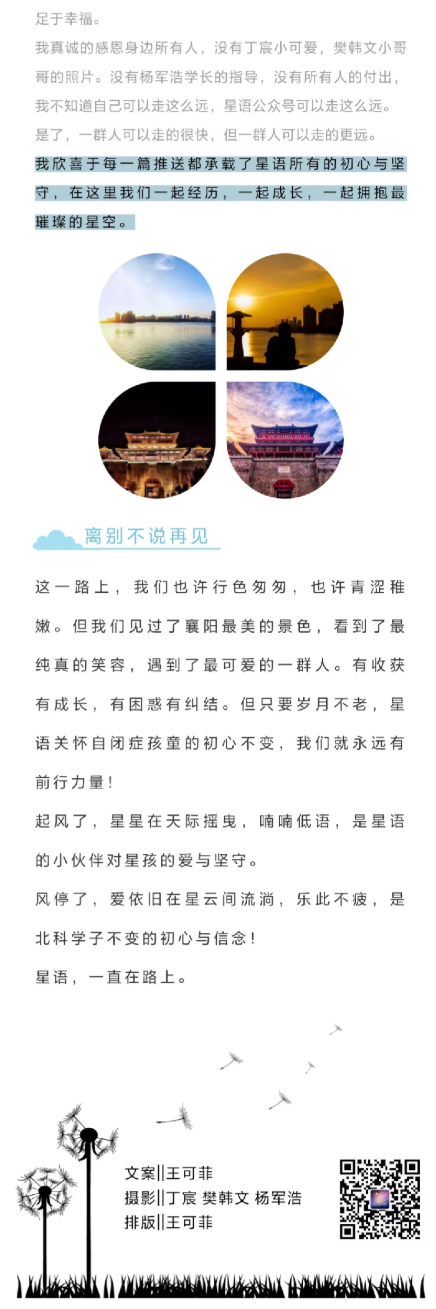 足于幸福。
我真诚的感恩身边所有人，没有丁宸小可爱，樊韩文小哥
哥的照片。没有杨军浩学长的指导，没有所有人的付出，
我不知道自己可以走这么远，星语公众号可以走这么远。
是了，一群人可以走的很快，但一群人可以走的更远。
我欣喜于每一篇推送都承载了星语所有的初心与坚
守，在这里我们一起经历，一起成长，一起拥抱最
璀璨的星空。
离别不说再见
这一路上，我们也许行色匆匆，也许青涩稚
嫩。但我们见过了襄阳最美的景色，看到了最
纯真的笑容，遇到了最可爱的一群人。有收获
有成长，有困惑有纠结。但只要岁月不老，星
语关怀自闭症孩童的初心不变，我们就永远有
前行力量！
起风了，星星在天际摇曳，喃喃低语，是星语
的小伙伴对星孩的爱与坚守。
风停了，爱依旧在星云间流淌，乐此不疲，是
北科学子不变的初心与信念！
星语，一直在路上。
文案||王可菲
摄影||丁宸 樊韩文 杨军浩
排版||王可菲